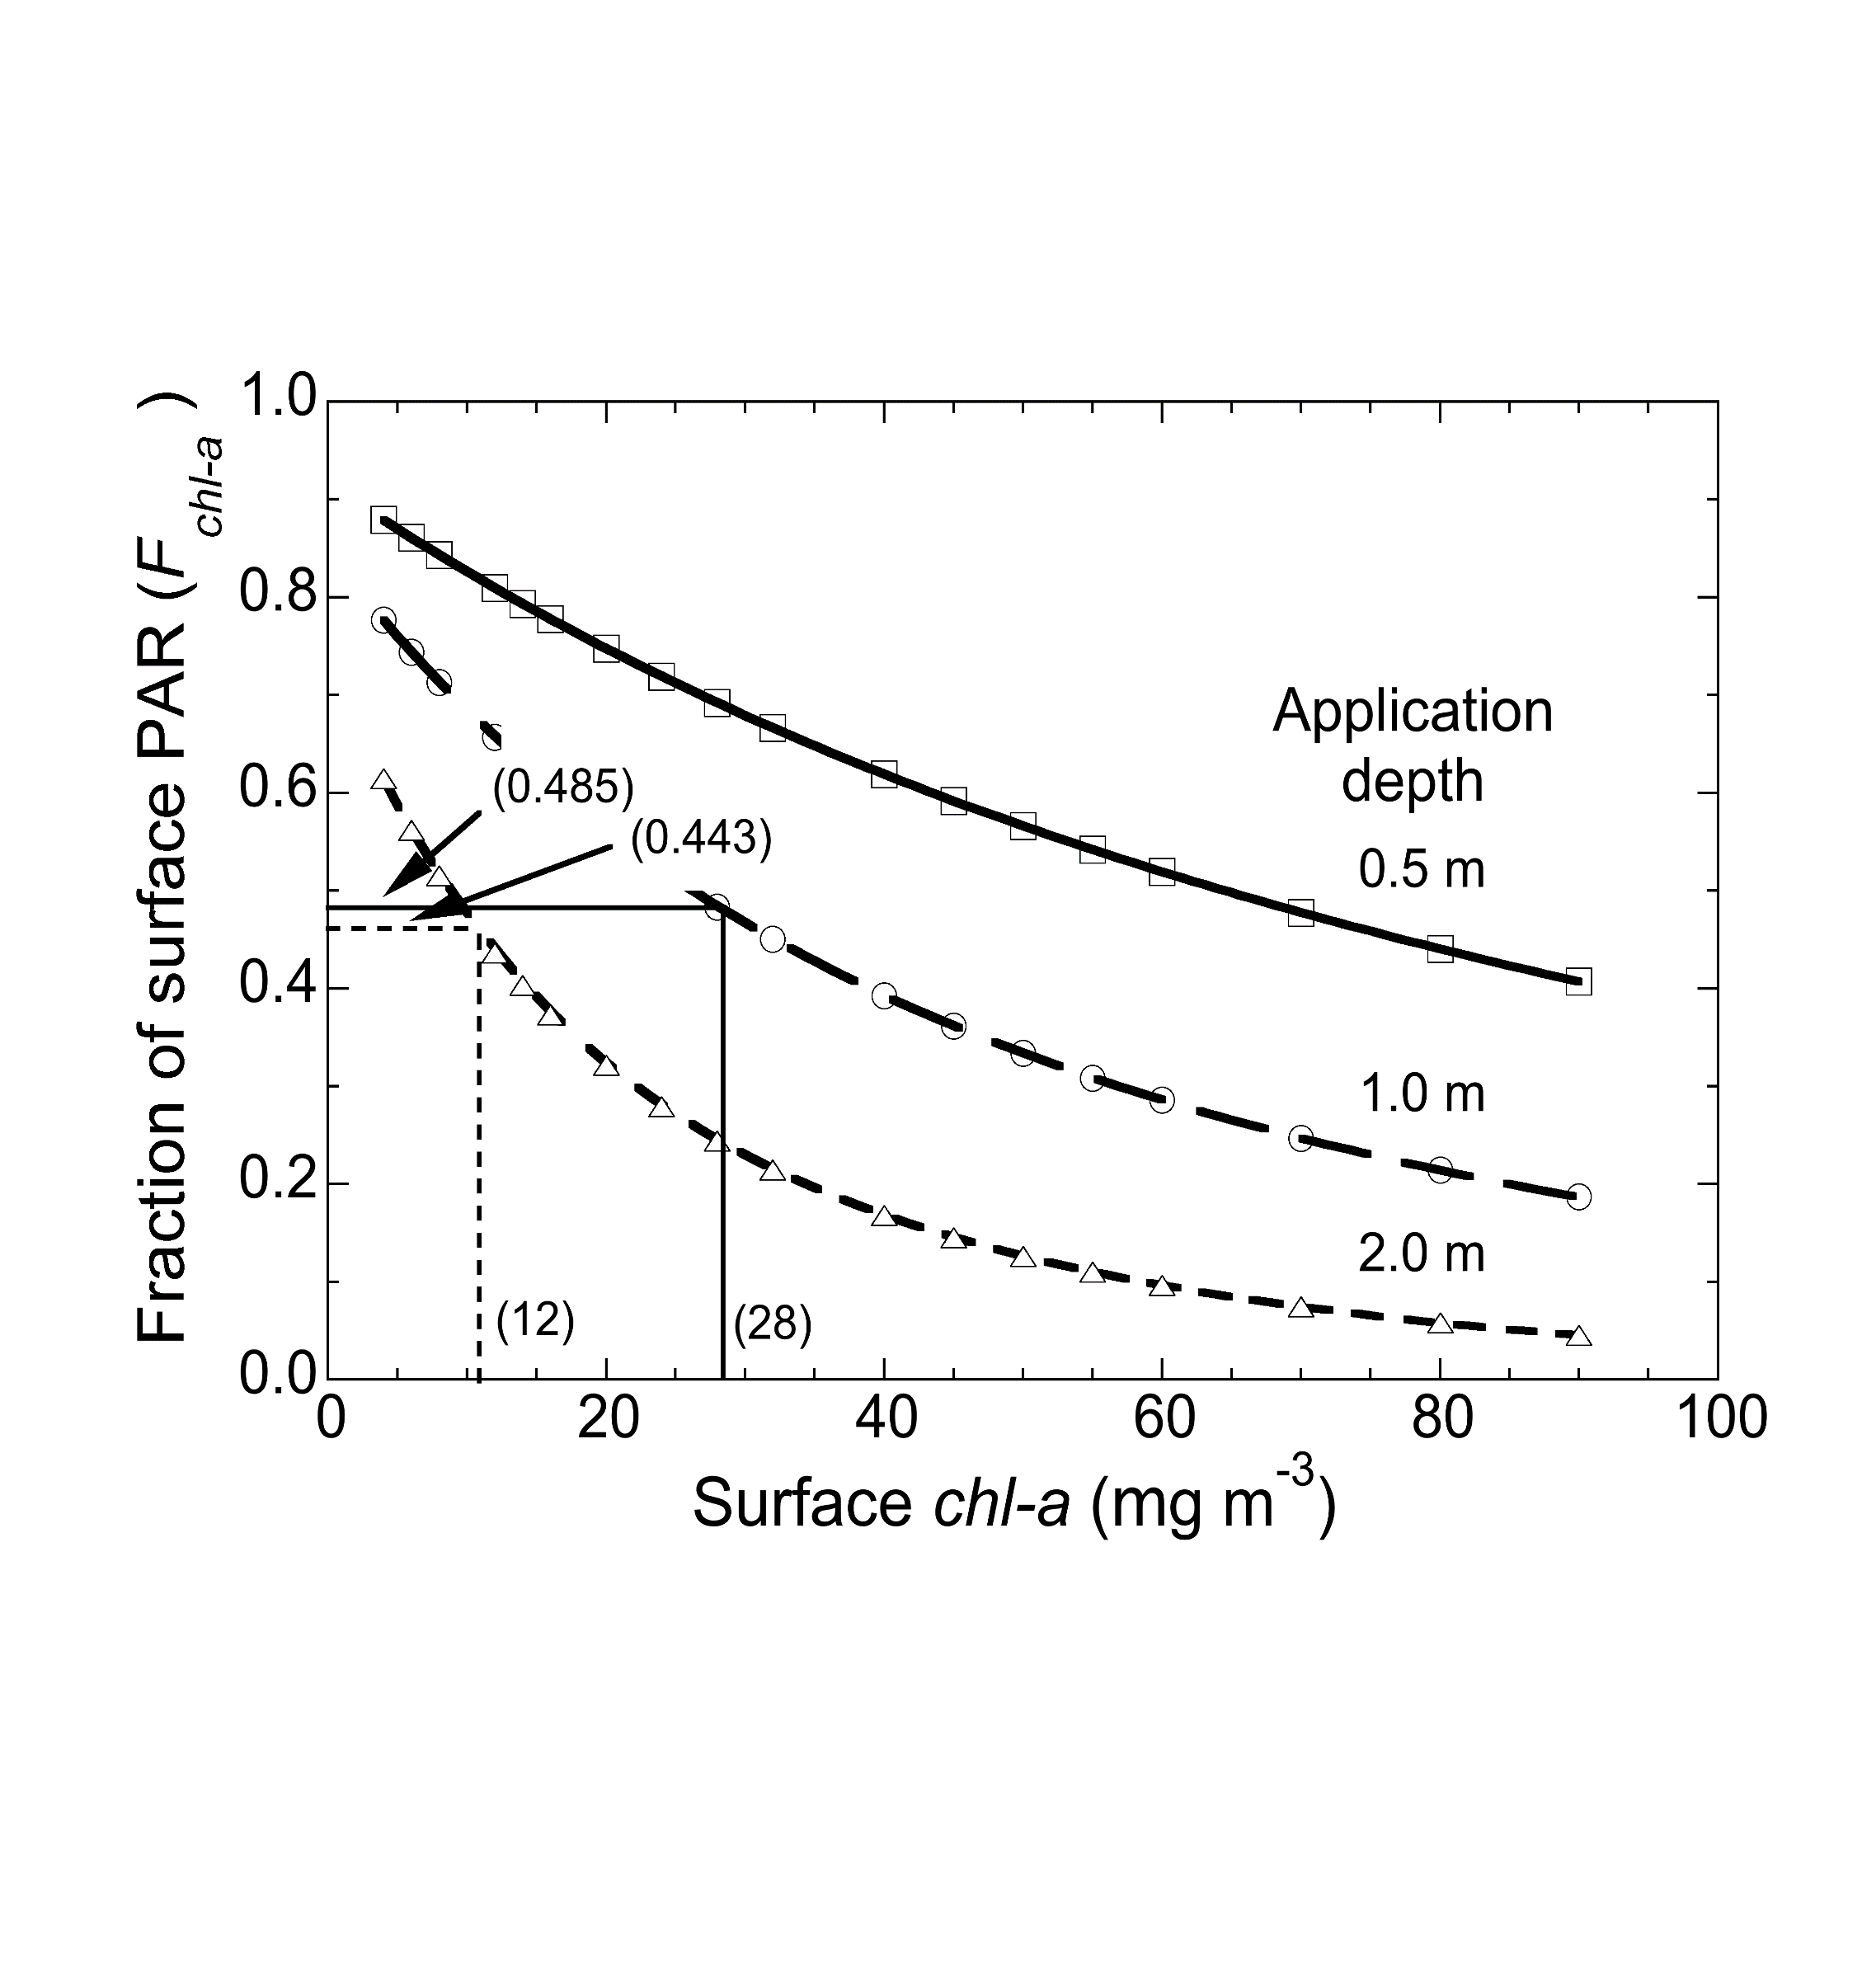 Fraction of surface PAR (F chl-a )
1.0
0.8
0.6
0.4
0.2
0.0
(0.485)
(0.443)
Application
depth
0.5 m
1.0 m
2.0 m
(12)
(28)
0
20
40
60
80
100
Surface chl-a (mg m-3)